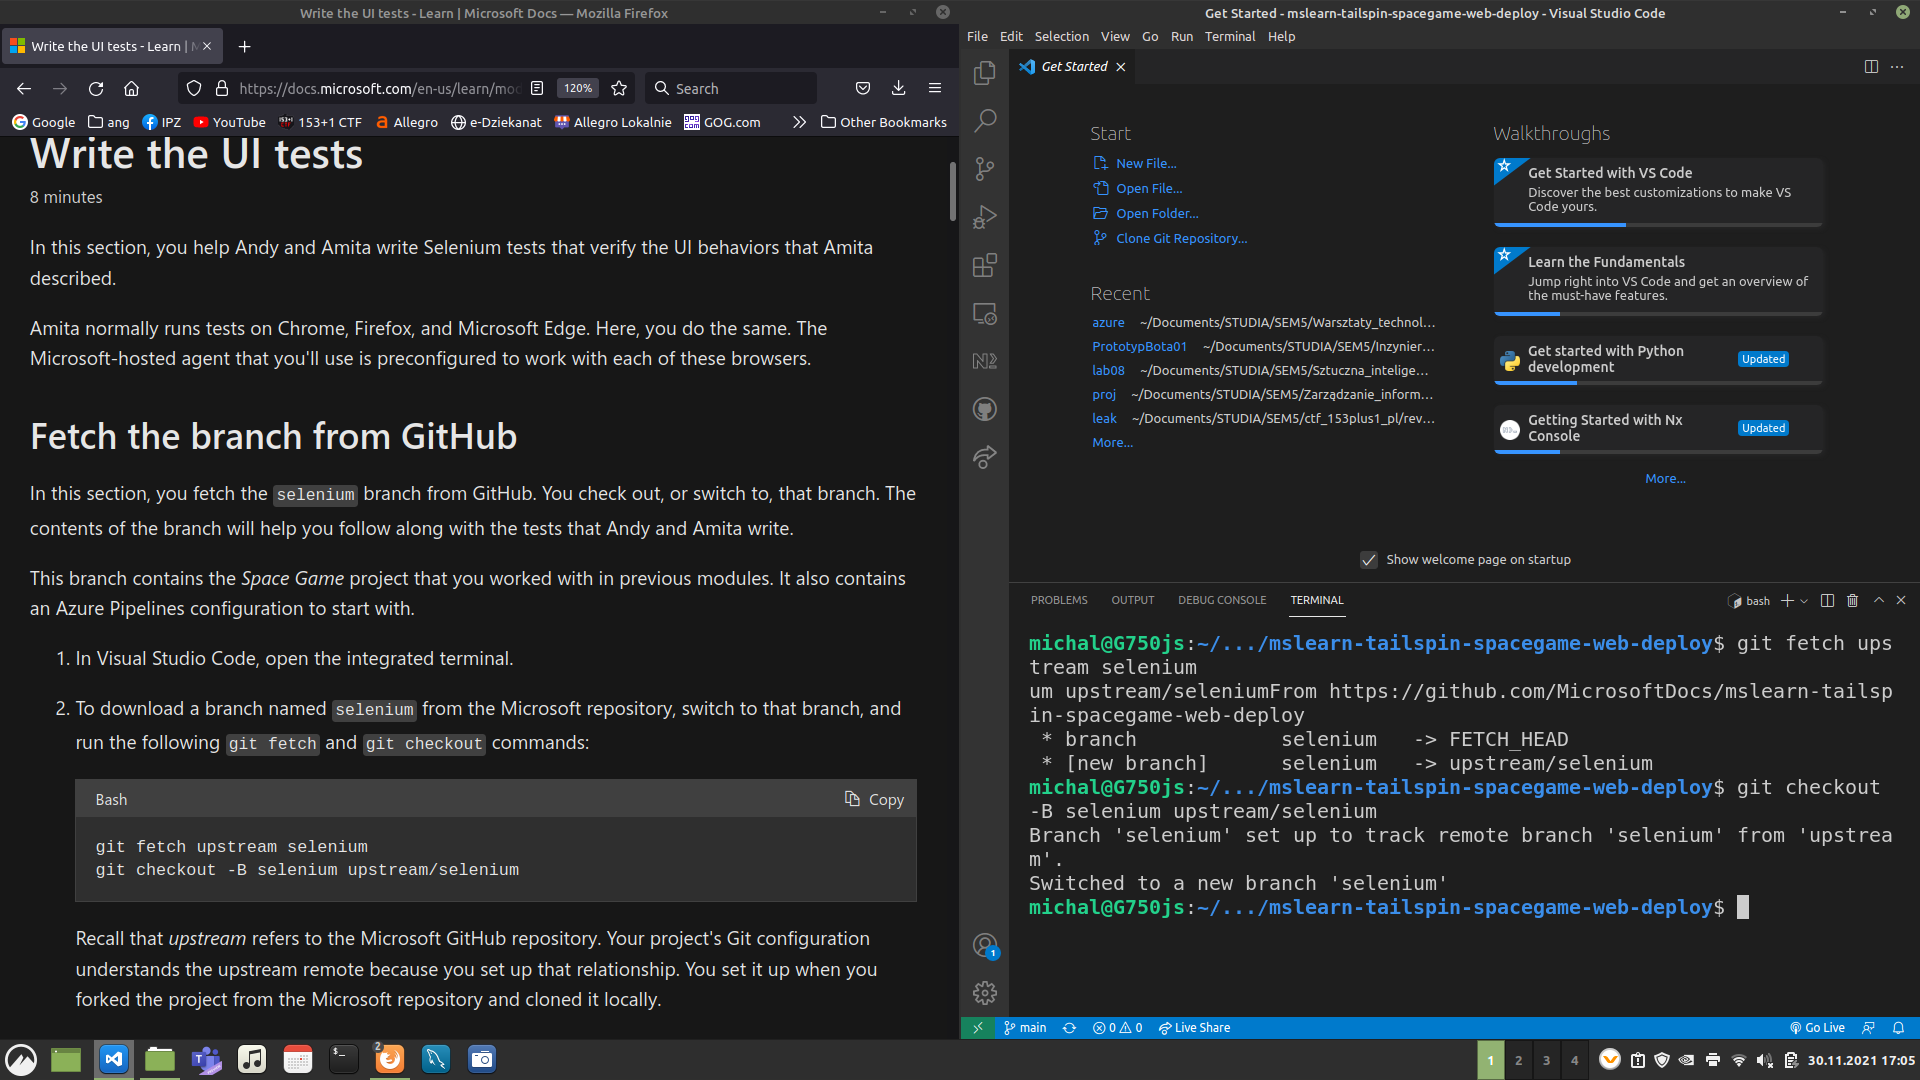 Write the UI tests - Learn | Microsoft Docs — Mozilla Firefox
Write the UI tests - Learn |
https://docs.microsoft.com/en-us/learn/mod
120%
Search
Google
ang
IPZ
YouTube
153+1 CTF
Allegro
e-Dziekanat
Allegro Lokalnie
GOG.com
Other Bookmarks
Write the UI tests
8 minutes
In this section, you help Andy and Amita write Selenium tests that verify the UI behaviors that Amita
described.
Amita normally runs tests on Chrome, Firefox, and Microsoft Edge. Here, you do the same. The
Microsoft-hosted agent that you'll use is preconfigured to work with each of these browsers.
Fetch the branch from GitHub
In this section, you fetch the selenium branch from GitHub. You check out, or switch to, that branch. The
contents of the branch will help you follow along with the tests that Andy and Amita write.
This branch contains the Space Game project that you worked with in previous modules. It also contains
an Azure Pipelines configuration to start with.
1. In Visual Studio Code, open the integrated terminal.
2. To download a branch named selenium from the Microsoft repository, switch to that branch, and
run the following git fetch and git checkout commands:
Bash
Copy
git fetch upstream selenium
git checkout -B selenium upstream/selenium
Recall that upstream refers to the Microsoft GitHub repository. Your project's Git configuration
understands the upstream remote because you set up that relationship. You set it up when you
forked the project from the Microsoft repository and cloned it locally.
Get Started - mslearn-tailspin-spacegame-web-deploy - Visual Studio Code
File Edit Selection View Go Run Terminal Help
Get Started
Start
New File...
Open File...
Open Folder...
Clone Git Repository...
Recent
azure ~/Documents/STUDIA/SEM5/Warsztaty_technol...
PrototypBota01 ~/Documents/STUDIA/SEM5/Inzynier...
lab08 ~/Documents/STUDIA/SEM5/Sztuczna_intelige...
proj ~/Documents/STUDIA/SEM5/Zarządzanie_inform...
leak ~/Documents/STUDIA/SEM5/ctf_153plus1_pl/rev...
More...
Walkthroughs
Get Started with VS Code
Discover the best customizations to make VS
Code yours.
Learn the Fundamentals
Jump right into VS Code and get an overview of
the must-have features.
Get started with Python
development
Updated
Getting Started with Nx
Console
Updated
More...
Show welcome page on startup
PROBLEMS OUTPUT DEBUG CONSOLE TERMINAL
bash
michal@G750js:~/.../mslearn-tailspin-spacegame-web-deploy$ git fetch ups
tream selenium
um upstream/seleniumFrom https://github.com/MicrosoftDocs/mslearn-tailsp
in-spacegame-web-deploy
* branch selenium -> FETCH_HEAD
* [new branch] selenium -> upstream/selenium
michal@G750js:~/.../mslearn-tailspin-spacegame-web-deploy$ git checkout
-B selenium upstream/selenium
Branch 'selenium' set up to track remote branch 'selenium' from 'upstrea
m'.
Switched to a new branch 'selenium'
michal@G750js:~/.../mslearn-tailspin-spacegame-web-deploy$
1
main
0 0
Live Share
Go Live
2
1 2 3 4
30.11.2021 17:05